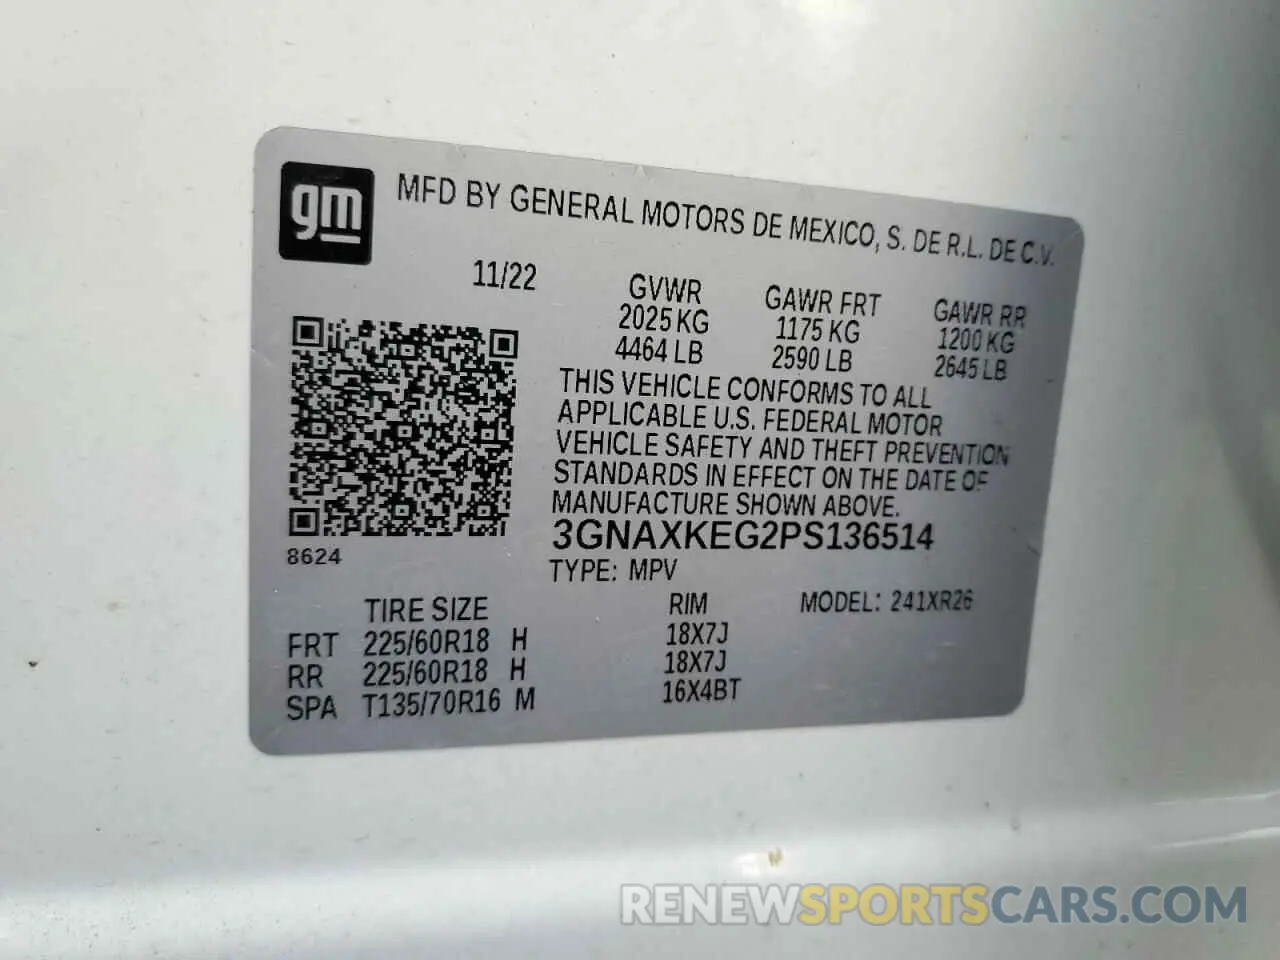 gm
MFD BY GENERAL MOTORS DE MEXICO, S. DE R.L. DE C.V.
11/22
GVWR GAWR FRT GAWR RR
2025 KG 1175 KG 1200 KG
4464 LB 2590 LB 2645 LB
THIS VEHICLE CONFORMS TO ALL
APPLICABLE U.S. FEDERAL MOTOR
VEHICLE SAFETY AND THEFT PREVENTION
STANDARDS IN EFFECT ON THE DATE OF
MANUFACTURE SHOWN ABOVE.
3GNAXKEG2PS136514
8624
TYPE: MPV
TIRE SIZE RIM MODEL: 241XR26
FRT 225/60R18 H 18X7J
RR 225/60R18 H 18X7J
SPA T135/70R16 M 16X4BT
RENEWSPORTSCARS.COM